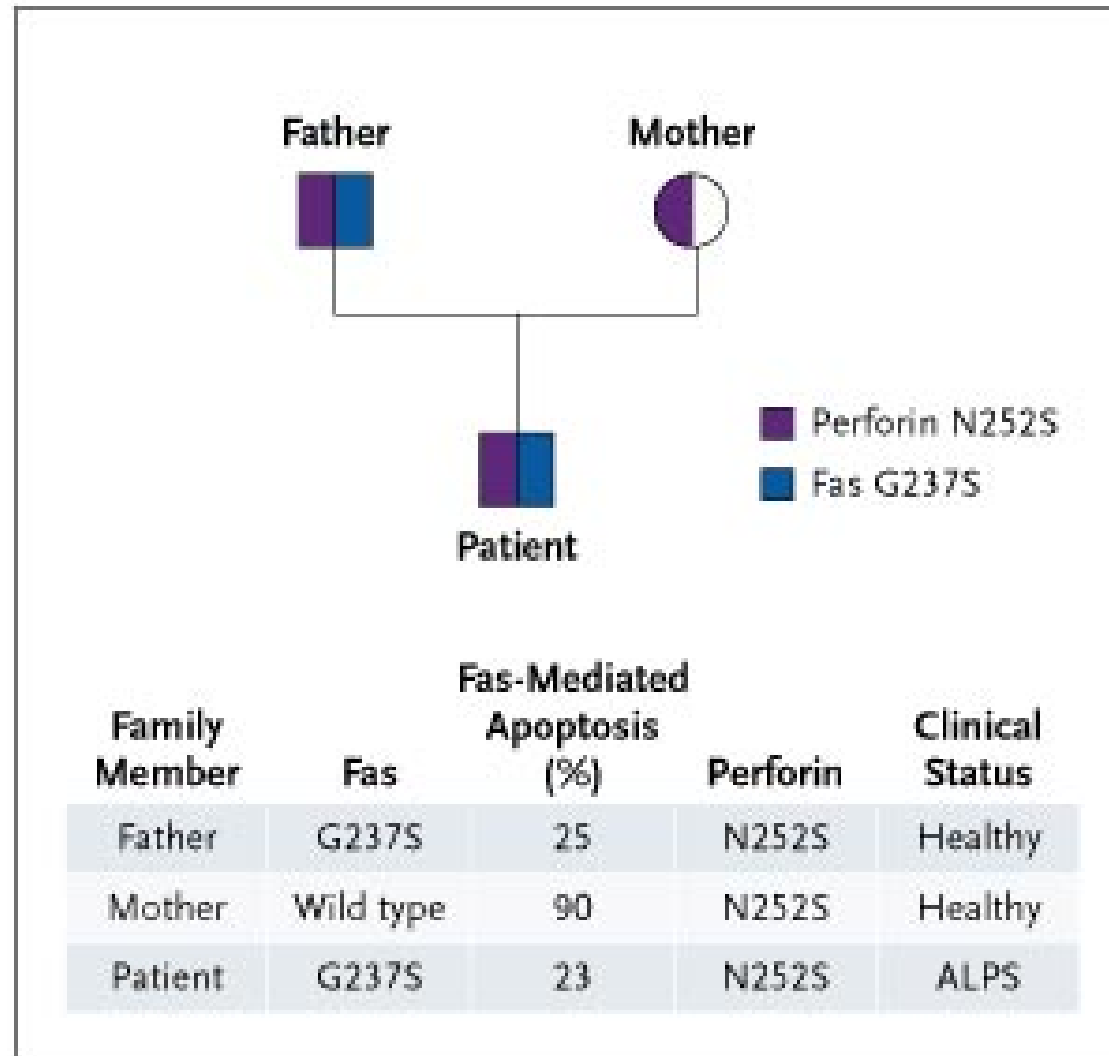 Father Mother
Perforin N252S
Fas G237S
Patient
Family Member Fas Fas-Mediated Apoptosis (%) Perforin Clinical Status
Father G237S 25 N252S Healthy
Mother Wild type 90 N252S Healthy
Patient G237S 23 N252S ALPS